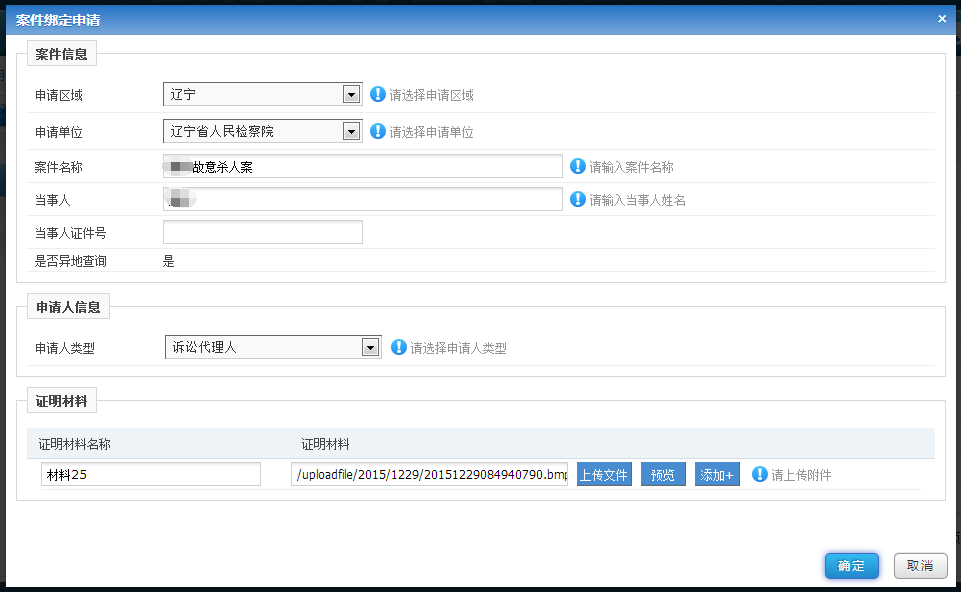 案件绑定申请 ×
案件信息
申请区域 辽宁 请选择申请区域
申请单位 辽宁省人民检察院 请选择申请单位
案件名称 故意杀人案 请输入案件名称
当事人 请输入当事人姓名
当事人证件号
是否异地查询 是
申请人信息
申请人类型 诉讼代理人 请选择申请人类型
证明材料
证明材料名称 证明材料
材料25 /uploadfile/2015/1229/20151229084940790.bmp 上传文件 预览 添加+ 请上传附件
确定 取消